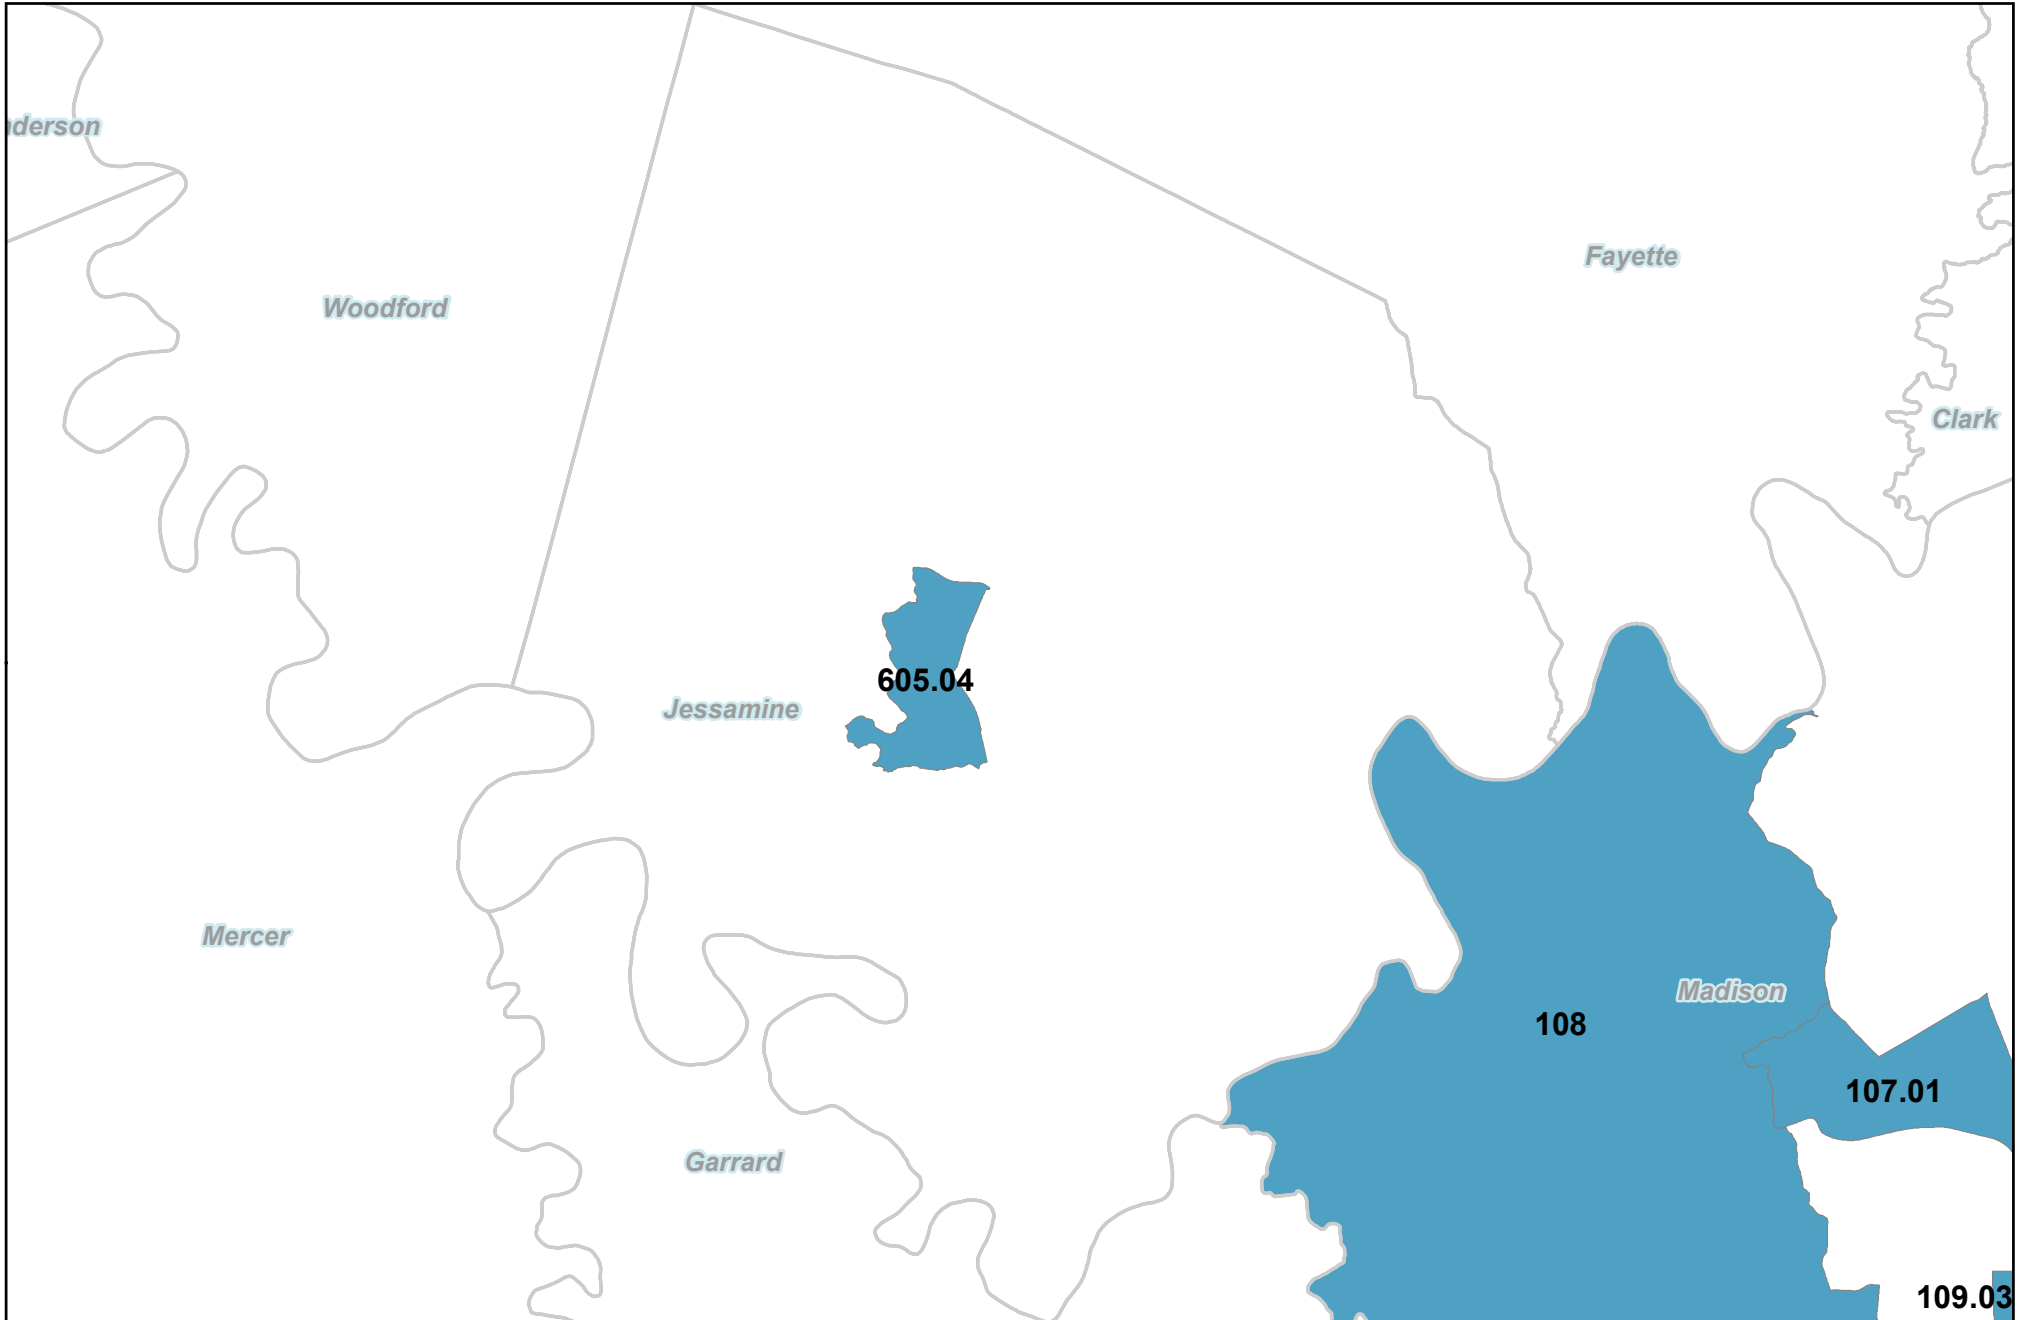 nderson
Fayette
Woodford
Clark
605.04
Jessamine
Mercer
Madison
108
107.01
Garrard
109.03